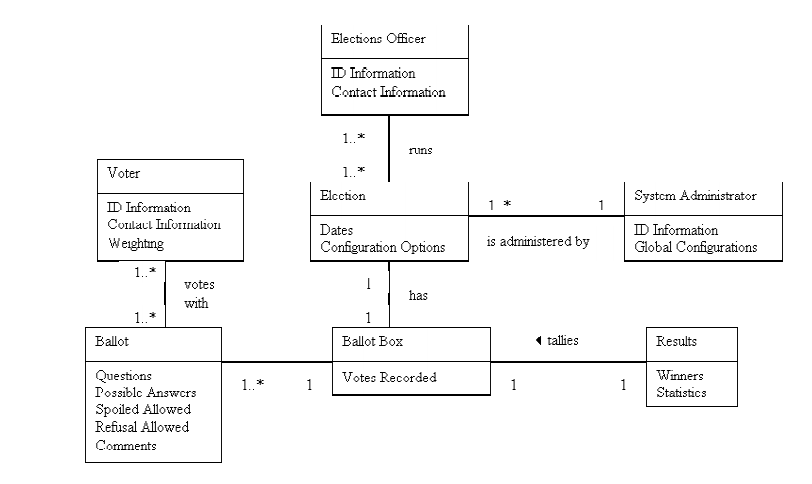 Elections Officer
ID Information
Contact Information
1..*
runs
1..*
Voter
ID Information
Contact Information
Weighting
Election
Dates
Configuration Options
1 *
1
is administered by
System Administrator
ID Information
Global Configurations
1..*
votes
with
1..*
1
has
1
Ballot
Questions
Possible Answers
Spoiled Allowed
Refusal Allowed
Comments
1..*
1
Ballot Box
Votes Recorded
◀ tallies
1
1
Results
Winners
Statistics